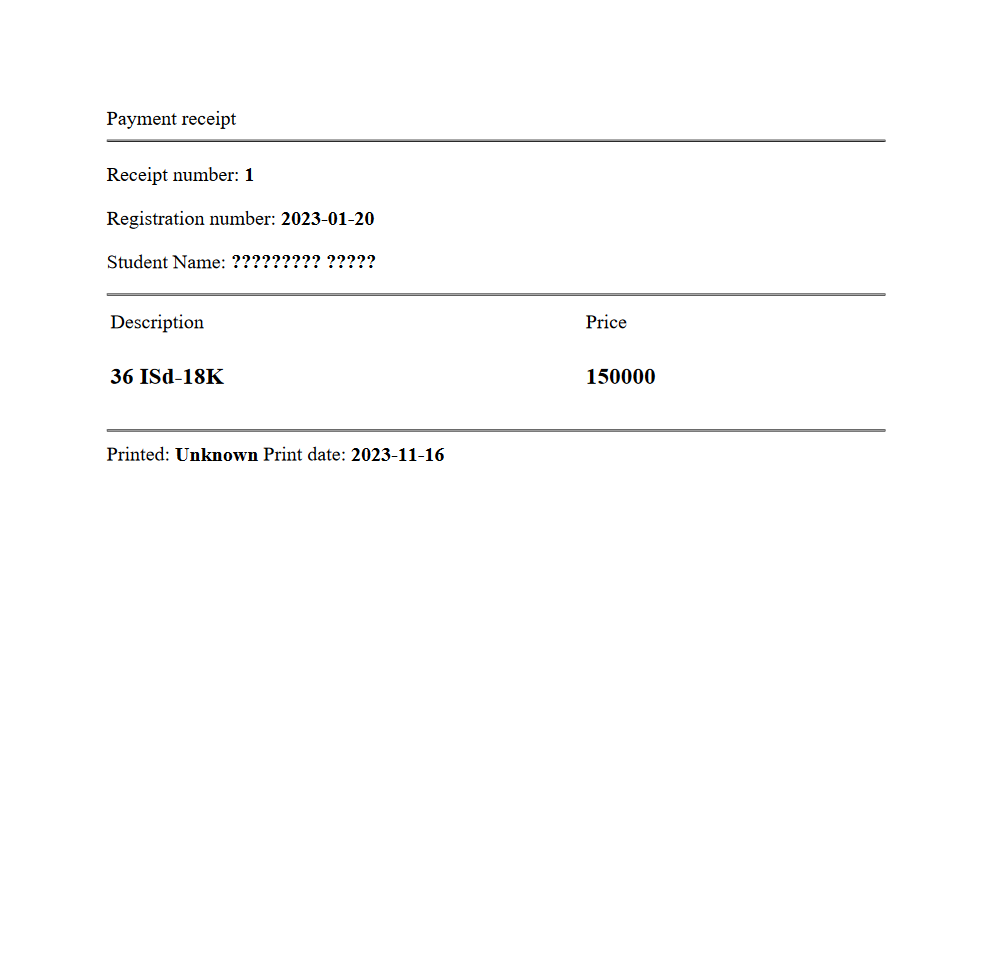 Payment receipt
Receipt number: 1
Registration number: 2023-01-20
Student Name: ????????? ?????
Description Price
36 ISd-18K 150000
Printed: Unknown Print date: 2023-11-16